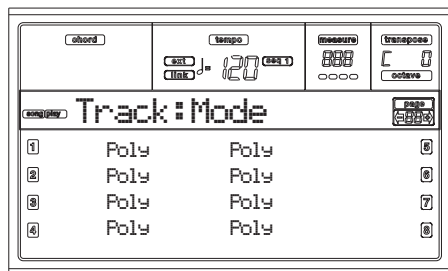 chord tempo measure transpose
ext ♩= 120 seq 1 888 C 0
link octave
song play Track:Mode page
88
1 Poly Poly 5
2 Poly Poly 6
3 Poly Poly 7
4 Poly Poly 8